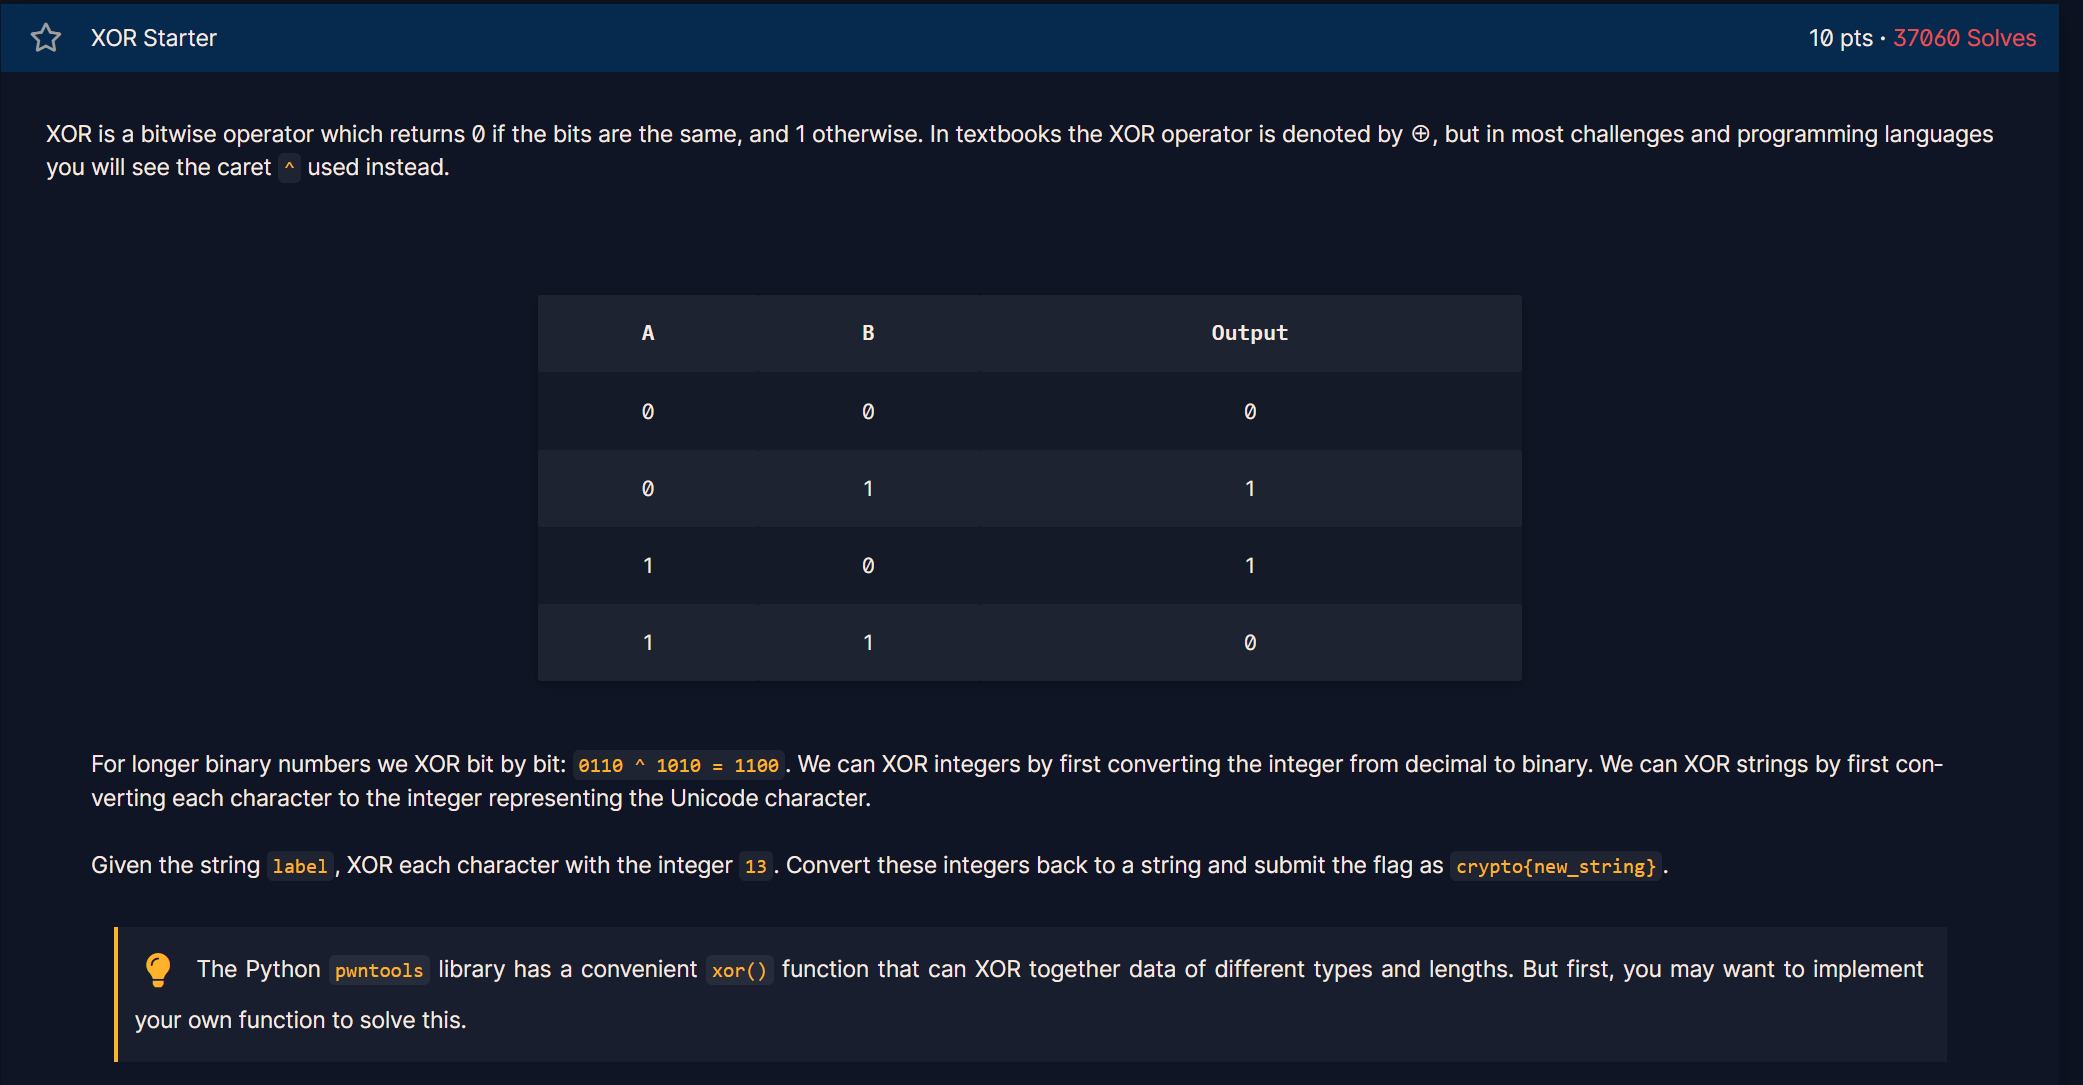 XOR Starter
10 pts · 37060 Solves
XOR is a bitwise operator which returns 0 if the bits are the same, and 1 otherwise. In textbooks the XOR operator is denoted by ⊕, but in most challenges and programming languages
you will see the caret ^ used instead.
A B Output
0 0 0
0 1 1
1 0 1
1 1 0
For longer binary numbers we XOR bit by bit: 0110 ^ 1010 = 1100. We can XOR integers by first converting the integer from decimal to binary. We can XOR strings by first con-
verting each character to the integer representing the Unicode character.
Given the string label, XOR each character with the integer 13. Convert these integers back to a string and submit the flag as crypto{new_string}.
The Python pwntools library has a convenient xor() function that can XOR together data of different types and lengths. But first, you may want to implement
your own function to solve this.